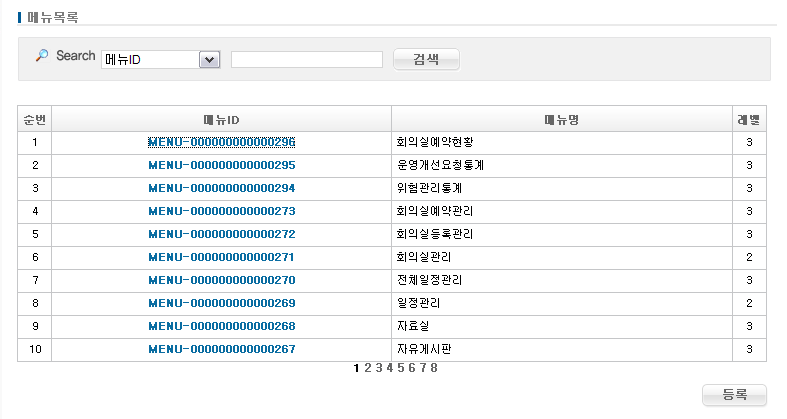 메뉴목록
Search 메뉴ID 검색
순번 메뉴ID 메뉴명 레벨
1 MENU-000000000000296 회의실예약현황 3
2 MENU-000000000000295 운영개선요청통계 3
3 MENU-000000000000294 위험관리통계 3
4 MENU-000000000000273 회의실예약관리 3
5 MENU-000000000000272 회의실등록관리 3
6 MENU-000000000000271 회의실관리 2
7 MENU-000000000000270 전체일정관리 3
8 MENU-000000000000269 일정관리 2
9 MENU-000000000000268 자료실 3
10 MENU-000000000000267 자유게시판 3
1 2 3 4 5 6 7 8
등록